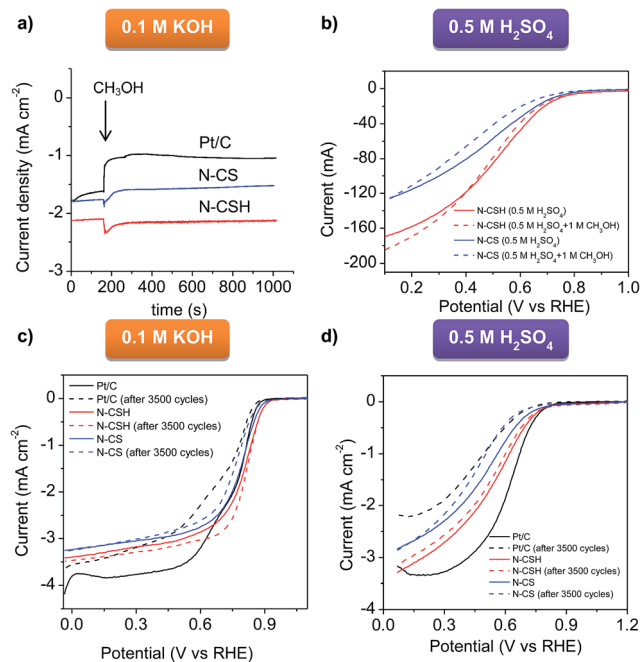 a)
0.1 M KOH
0
-1
-2
-3
Current density (mA cm⁻²)
CH₃OH
Pt/C
N-CS
N-CSH
0 200 400 600 800 1000
time (s)
b)
0.5 M H₂SO₄
0
-40
-80
-120
-160
-200
Current (mA)
N-CSH (0.5 M H₂SO₄)
N-CSH (0.5 M H₂SO₄+1 M CH₃OH)
N-CS (0.5 M H₂SO₄)
N-CS (0.5 M H₂SO₄+1 M CH₃OH)
0.2 0.4 0.6 0.8 1.0
Potential (V vs RHE)
c)
0.1 M KOH
0
-1
-2
-3
-4
Current (mA cm⁻²)
Pt/C
Pt/C (after 3500 cycles)
N-CSH
N-CSH (after 3500 cycles)
N-CS
N-CS (after 3500 cycles)
0.0 0.3 0.6 0.9
Potential (V vs RHE)
d)
0.5 M H₂SO₄
0
-1
-2
-3
-4
Current (mA cm⁻²)
Pt/C
Pt/C (after 3500 cycles)
N-CSH
N-CSH (after 3500 cycles)
N-CS
N-CS (after 3500 cycles)
0.0 0.3 0.6 0.9 1.2
Potential (V vs RHE)